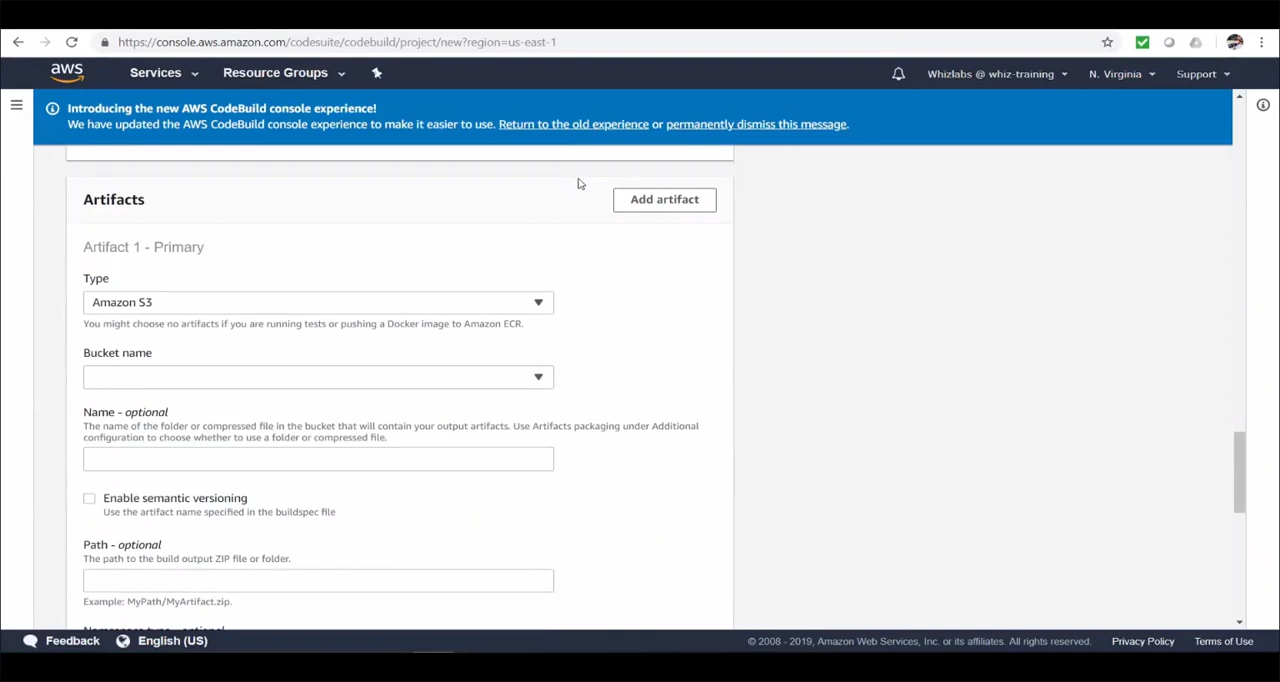 https://console.aws.amazon.com/codesuite/codebuild/project/new?region=us-east-1
aws Services Resource Groups Whizlabs @ whiz-training N. Virginia Support
Introducing the new AWS CodeBuild console experience!
We have updated the AWS CodeBuild console experience to make it easier to use. Return to the old experience or permanently dismiss this message.
Artifacts
Add artifact
Artifact 1 - Primary
Type
Amazon S3
You might choose no artifacts if you are running tests or pushing a Docker image to Amazon ECR.
Bucket name
Name - optional
The name of the folder or compressed file in the bucket that will contain your output artifacts. Use Artifacts packaging under Additional
configuration to choose whether to use a folder or compressed file.
Enable semantic versioning
Use the artifact name specified in the buildspec file
Path - optional
The path to the build output ZIP file or folder.
Example: MyPath/MyArtifact.zip.
Feedback English (US) © 2008 - 2019, Amazon Web Services, Inc. or its affiliates. All rights reserved. Privacy Policy Terms of Use